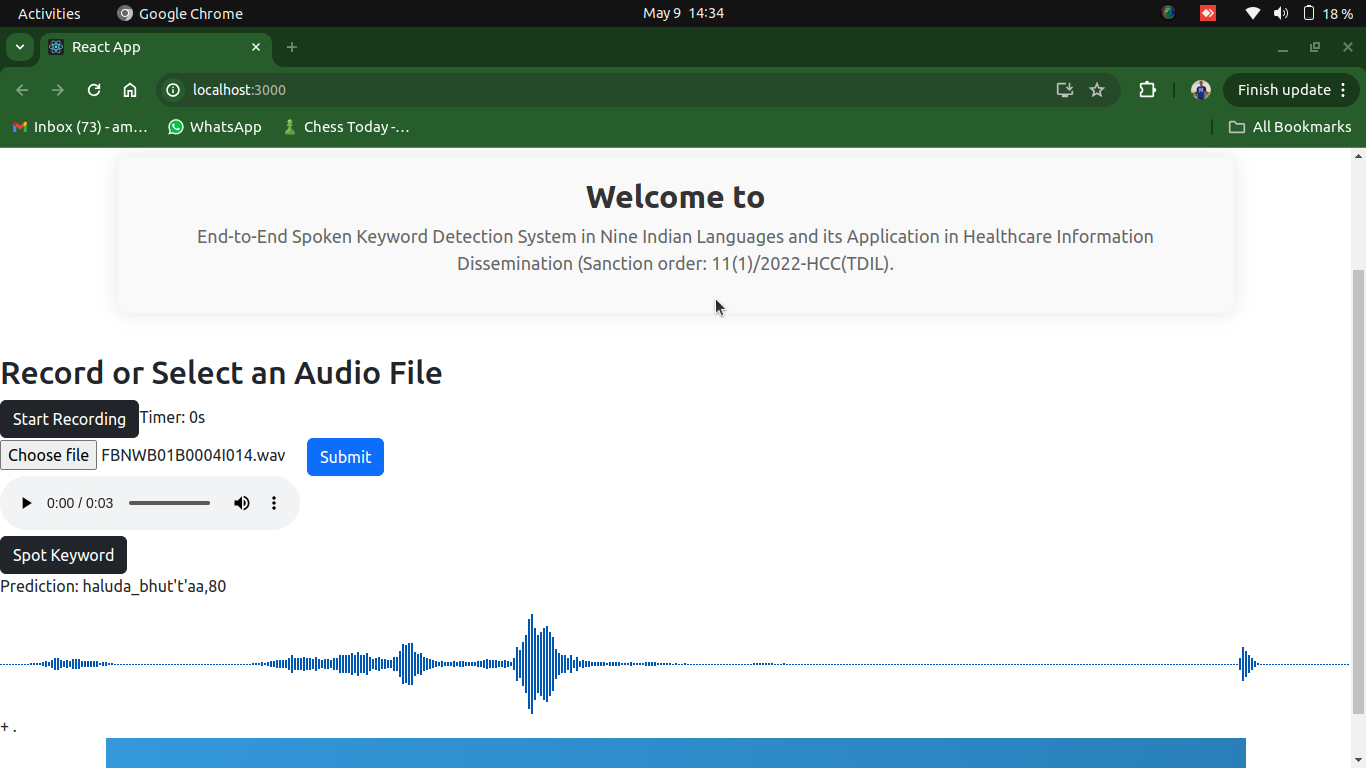 Activities
Google Chrome
May 9 14:34
18 %
React App
localhost:3000
Finish update
Inbox (73) - am…
WhatsApp
Chess Today -…
All Bookmarks
Welcome to
End-to-End Spoken Keyword Detection System in Nine Indian Languages and its Application in Healthcare Information
Dissemination (Sanction order: 11(1)/2022-HCC(TDIL).
Record or Select an Audio File
Start Recording
Timer: 0s
Choose file
FBNWB01B0004I014.wav
Submit
0:00 / 0:03
Spot Keyword
Prediction: haluda_bhut't'aa,80
+ .